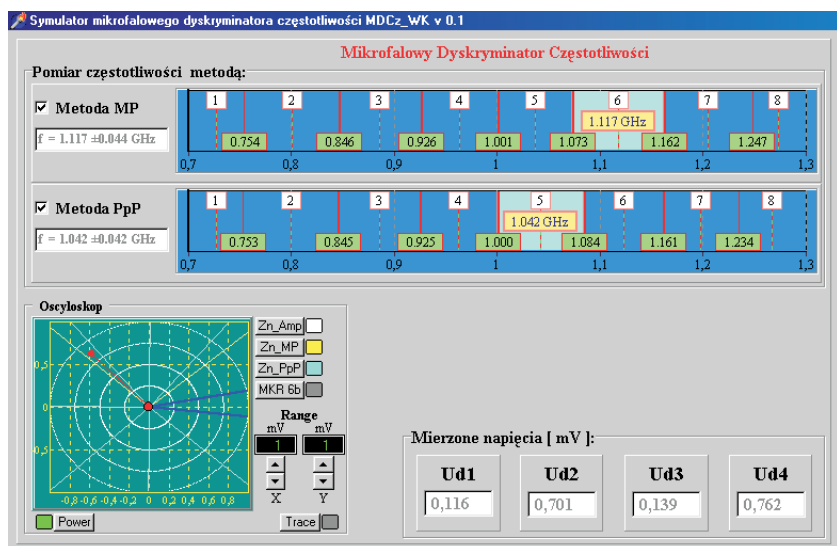 Symulator mikrofalowego dyskryminatora częstotliwości MDCz_WK v 0.1
Mikrofalowy Dyskryminator Częstotliwości
Pomiar częstotliwości metodą:
Metoda MP
f = 1.117 ±0.044 GHz
1 2 3 4 5 6 7 8
1.117 GHz
0.754 0.846 0.926 1.001 1.073 1.162 1.247
0,7 0,8 0,9 1 1,1 1,2 1,3
Metoda PpP
f = 1.042 ±0.042 GHz
1 2 3 4 5 6 7 8
1.042 GHz
0.753 0.845 0.925 1.000 1.084 1.161 1.234
0,7 0,8 0,9 1 1,1 1,2 1,3
Oscyloskop
Zn_Amp
Zn_MP
Zn_PpP
MKR 6b
Range
mV mV
1 1
X Y
0,5
0
-0,5
-0,8 -0,6 -0,4 -0,2 0 0,2 0,4 0,6 0,8
Power
Trace
Mierzone napięcia [ mV ]:
Ud1 Ud2 Ud3 Ud4
0,116 0,701 0,139 0,762